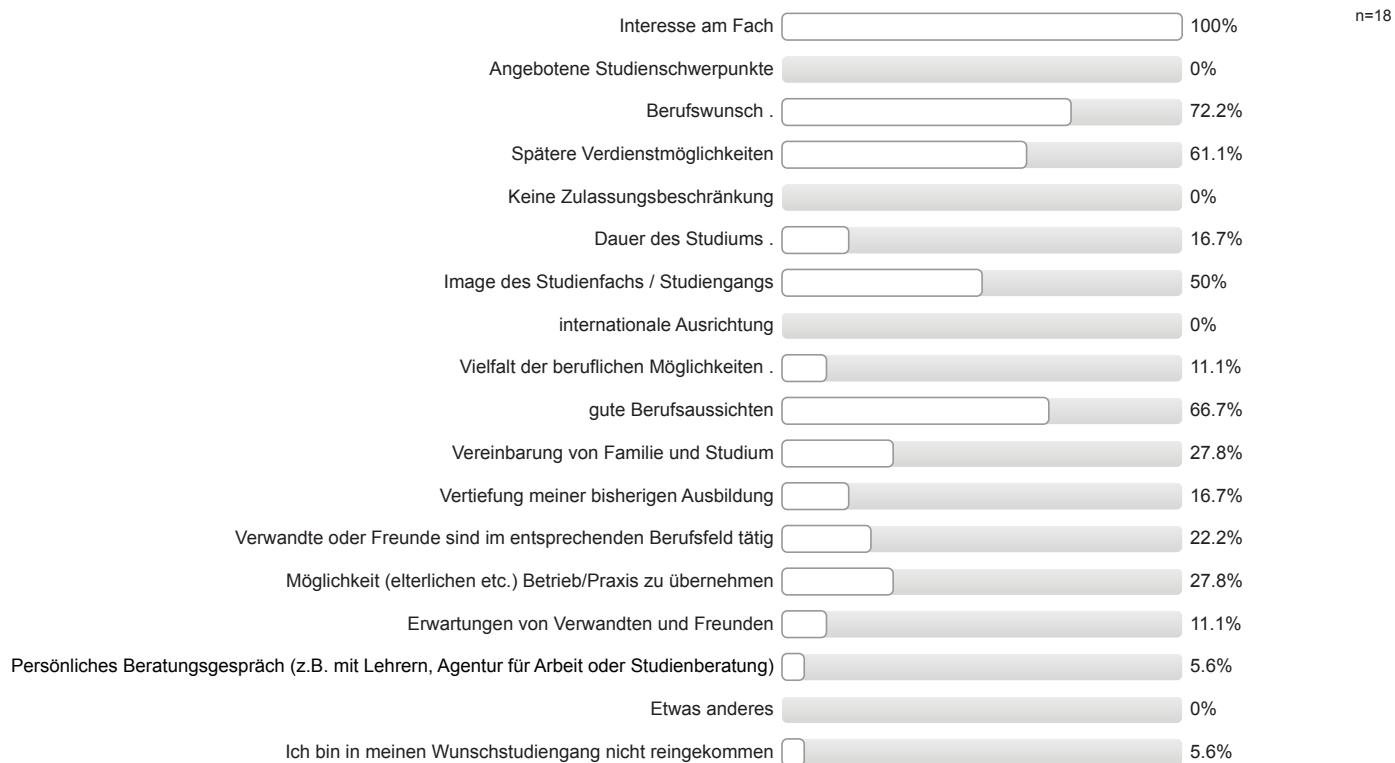 n=18
Interesse am Fach 100%
Angebotene Studienschwerpunkte 0%
Berufswunsch . 72.2%
Spätere Verdienstmöglichkeiten 61.1%
Keine Zulassungsbeschränkung 0%
Dauer des Studiums . 16.7%
Image des Studienfachs / Studiengangs 50%
internationale Ausrichtung 0%
Vielfalt der beruflichen Möglichkeiten . 11.1%
gute Berufsaussichten 66.7%
Vereinbarung von Familie und Studium 27.8%
Vertiefung meiner bisherigen Ausbildung 16.7%
Verwandte oder Freunde sind im entsprechenden Berufsfeld tätig 22.2%
Möglichkeit (elterlichen etc.) Betrieb/Praxis zu übernehmen 27.8%
Erwartungen von Verwandten und Freunden 11.1%
Persönliches Beratungsgespräch (z.B. mit Lehrern, Agentur für Arbeit oder Studienberatung) 5.6%
Etwas anderes 0%
Ich bin in meinen Wunschstudiengang nicht reingekommen 5.6%